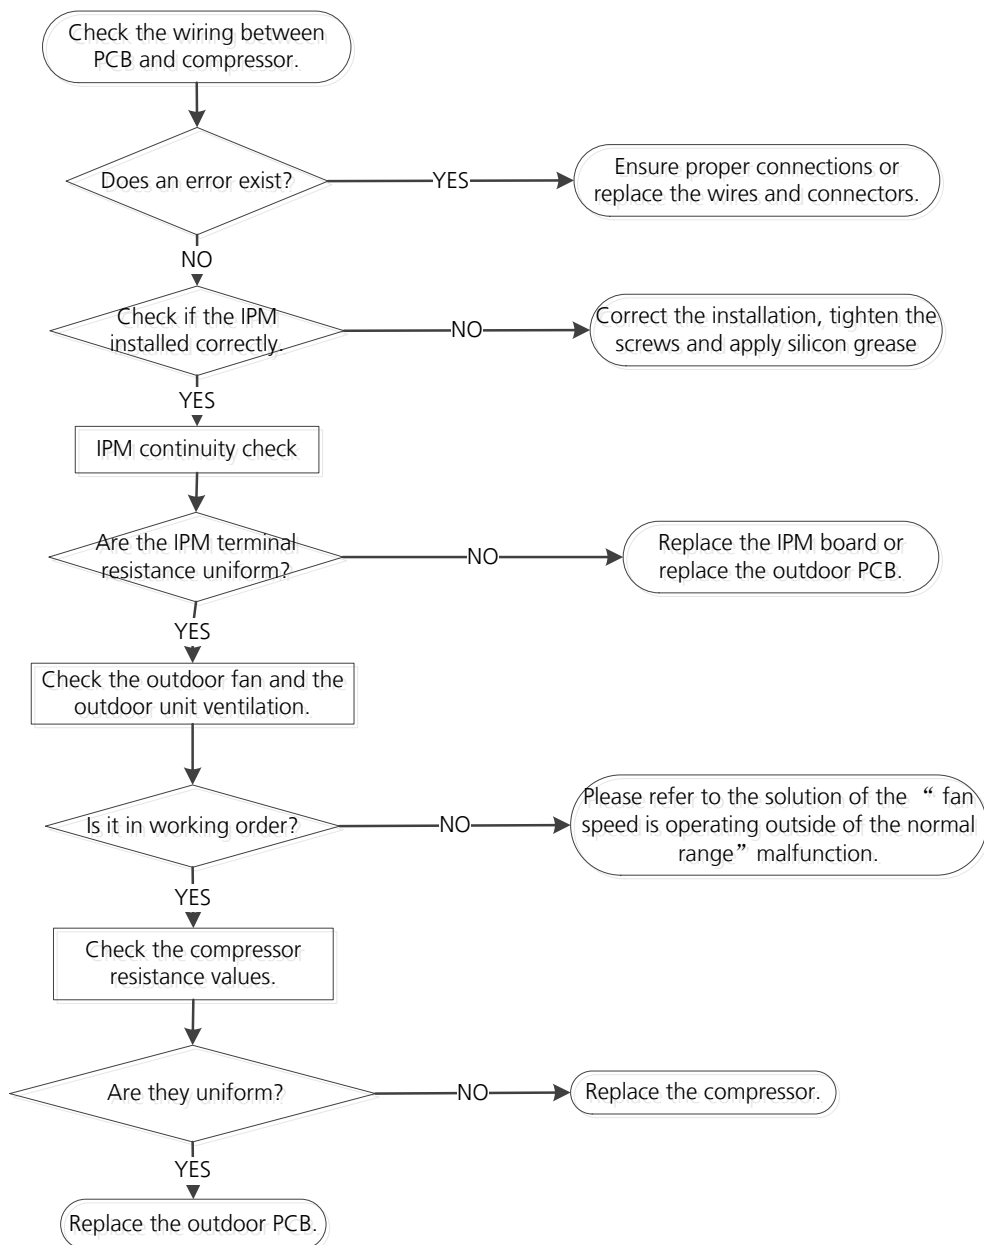 Check the wiring between
PCB and compressor.
Does an error exist?
YES
Ensure proper connections or
replace the wires and connectors.
NO
Check if the IPM
installed correctly.
NO
Correct the installation, tighten the
screws and apply silicon grease
YES
IPM continuity check
Are the IPM terminal
resistance uniform?
NO
Replace the IPM board or
replace the outdoor PCB.
YES
Check the outdoor fan and the
outdoor unit ventilation.
Is it in working order?
NO
Please refer to the solution of the “ fan
speed is operating outside of the normal
range” malfunction.
YES
Check the compressor
resistance values.
Are they uniform?
NO
Replace the compressor.
YES
Replace the outdoor PCB.